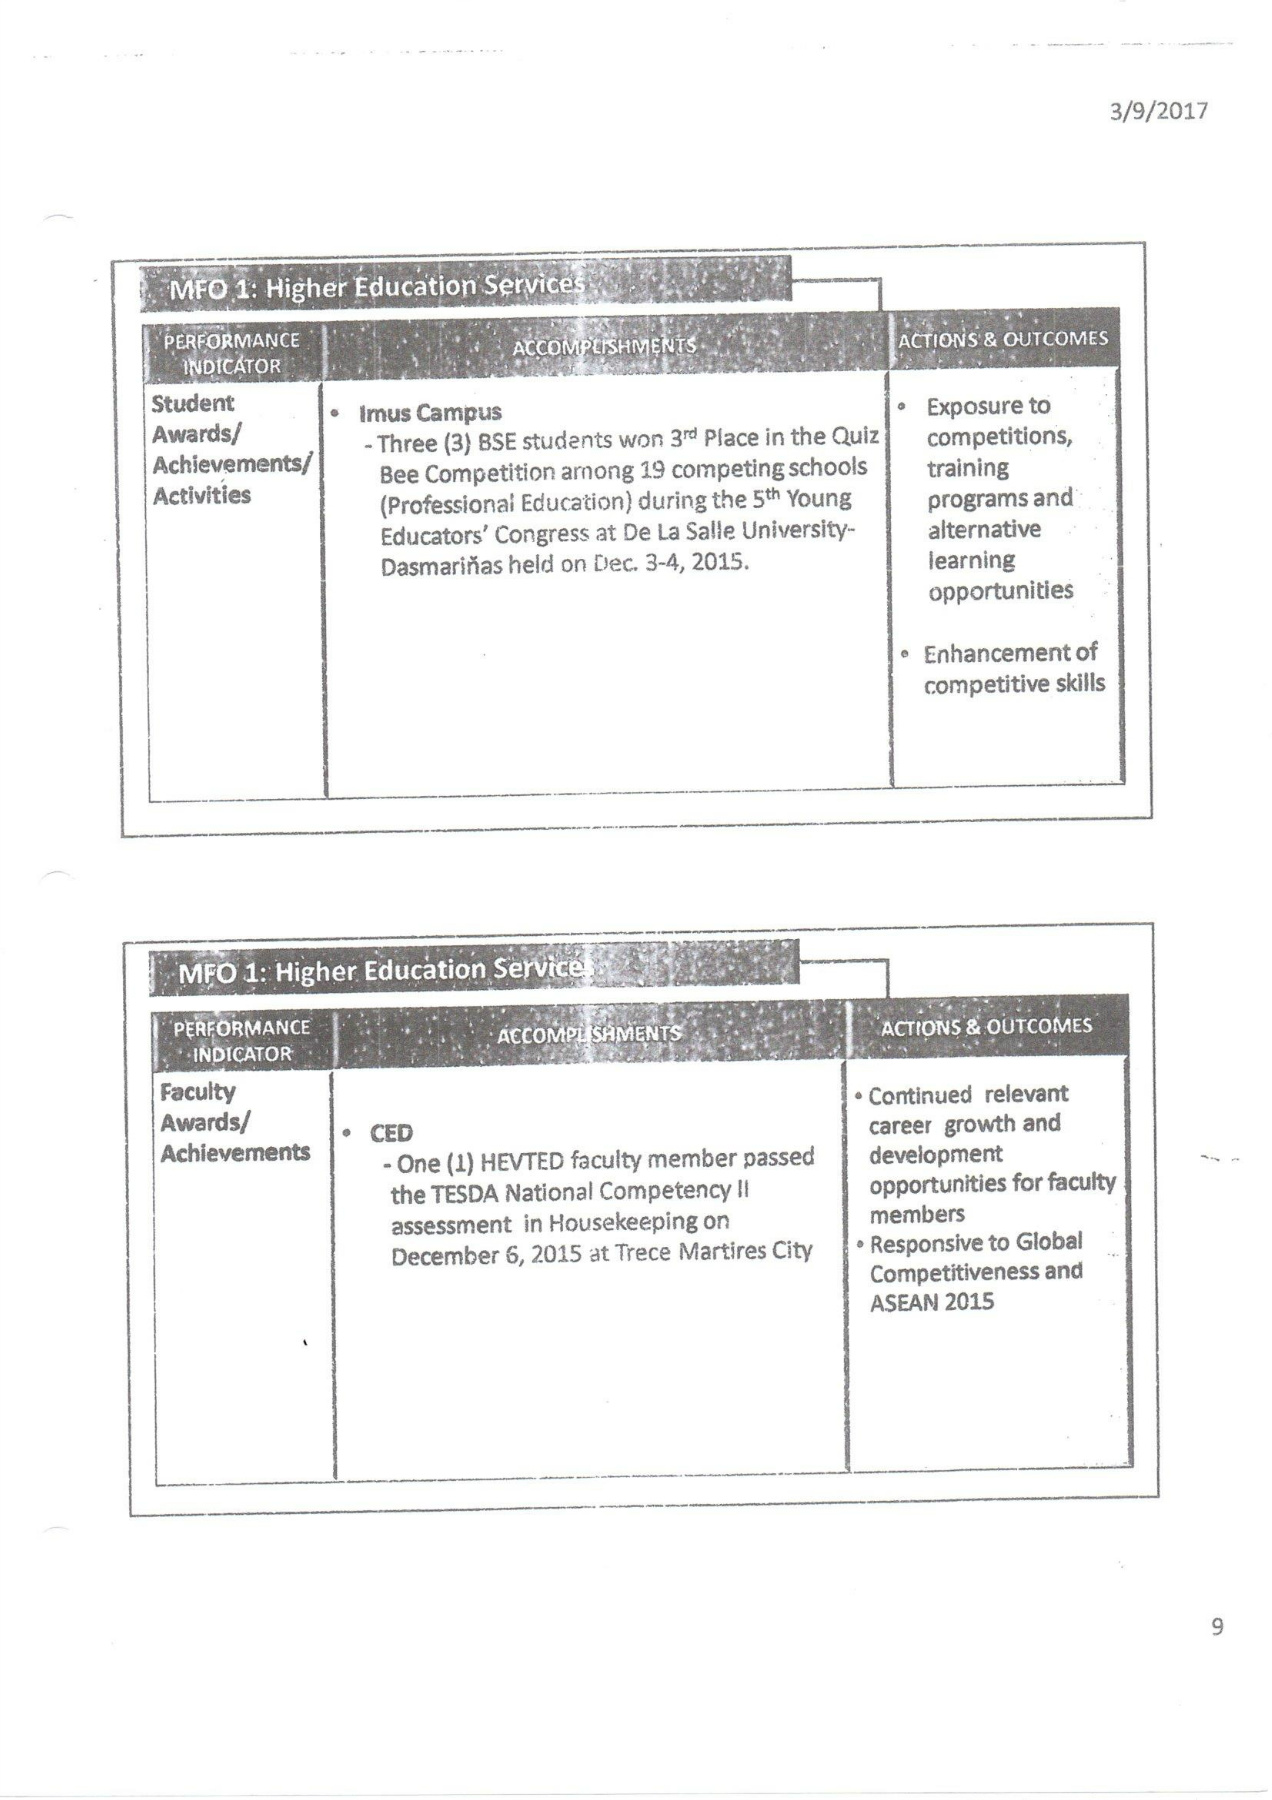 3/9/2017
MFO 1: Higher Education Services
PERFORMANCE
INDICATOR
ACCOMPLISHMENTS
ACTIONS & OUTCOMES
Student
Awards/
Achievements/
Activities
• Imus Campus
- Three (3) BSE students won 3rd Place in the Quiz
Bee Competition among 19 competing schools
(Professional Education) during the 5th Young
Educators' Congress at De La Salle University-
Dasmariñas held on Dec. 3-4, 2015.
• Exposure to
competitions,
training
programs and
alternative
learning
opportunities
• Enhancement of
competitive skills
MFO 1: Higher Education Services
PERFORMANCE
INDICATOR
ACCOMPLISHMENTS
ACTIONS & OUTCOMES
Faculty
Awards/
Achievements
• CED
- One (1) HEVTED faculty member passed
the TESDA National Competency II
assessment in Housekeeping on
December 6, 2015 at Trece Martires City
• Continued relevant
career growth and
development
opportunities for faculty
members
• Responsive to Global
Competitiveness and
ASEAN 2015
9